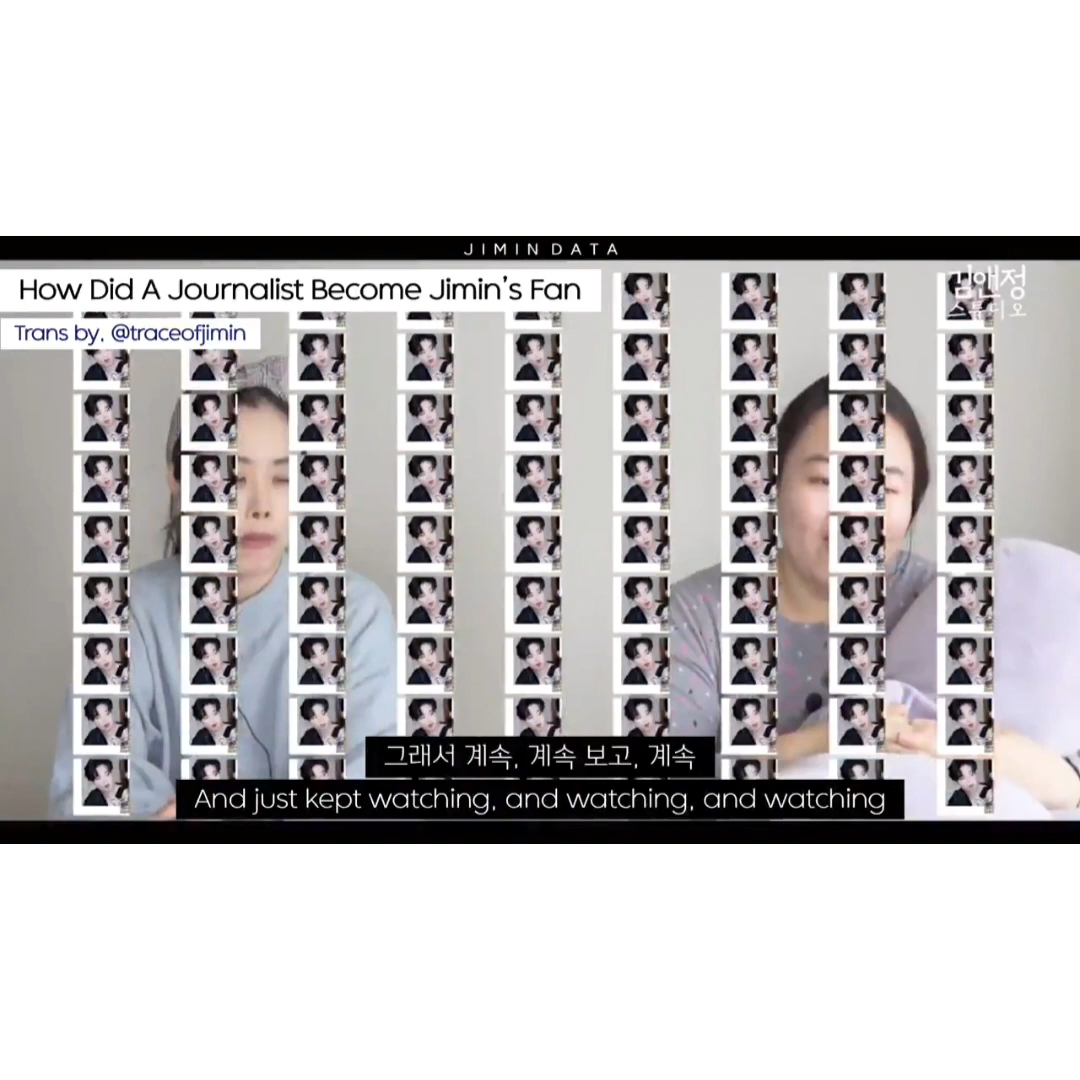 JIMIN DATA
How Did A Journalist Become Jimin's Fan
김앤정
스튜디오
Trans by. @traceofjimin
그래서 계속, 계속 보고, 계속
And just kept watching, and watching, and watching